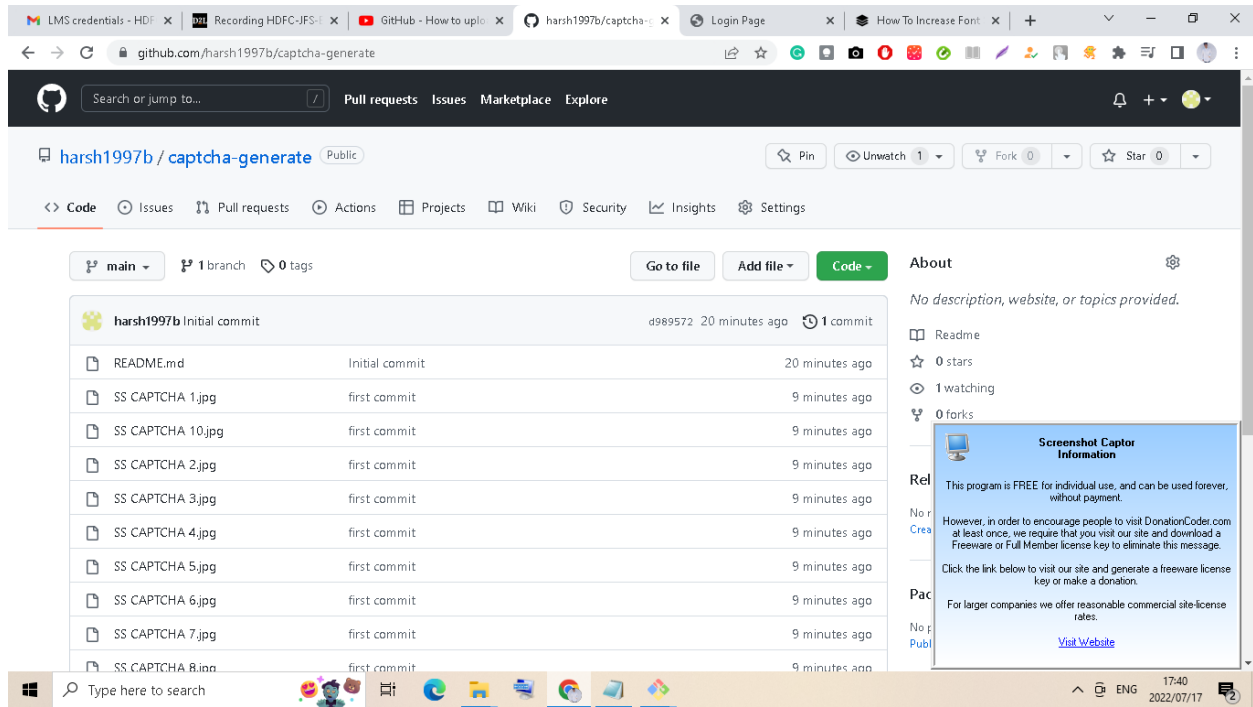 LMS credentials - HDF
D2L Recording HDFC-JFS-E
GitHub - How to uplo
harsh1997b/captcha-g
Login Page
How To Increase Font
github.com/harsh1997b/captcha-generate
Search or jump to... /
Pull requests Issues Marketplace Explore
harsh1997b / captcha-generate Public
Pin
Unwatch 1
Fork 0
Star 0
Code Issues Pull requests Actions Projects Wiki Security Insights Settings
main 1 branch 0 tags
Go to file Add file Code
About
No description, website, or topics provided.
harsh1997b Initial commit d989572 20 minutes ago 1 commit
Readme
README.md Initial commit 20 minutes ago
0 stars
SS CAPTCHA 1.jpg first commit 9 minutes ago
1 watching
0 forks
SS CAPTCHA 10.jpg first commit 9 minutes ago
SS CAPTCHA 2.jpg first commit 9 minutes ago
SS CAPTCHA 3.jpg first commit 9 minutes ago
SS CAPTCHA 4.jpg first commit 9 minutes ago
SS CAPTCHA 5.jpg first commit 9 minutes ago
SS CAPTCHA 6.jpg first commit 9 minutes ago
SS CAPTCHA 7.jpg first commit 9 minutes ago
SS CAPTCHA 8.jpg first commit 9 minutes ago
Rel
No r
Crea
Pac
No p
Publ
Screenshot Captor
Information
This program is FREE for individual use, and can be used forever,
without payment.
However, in order to encourage people to visit DonationCoder.com
at least once, we require that you visit our site and download a
Freeware or Full Member license key to eliminate this message.
Click the link below to visit our site and generate a freeware license
key or make a donation.
For larger companies we offer reasonable commercial site-license
rates.
Visit Website
Type here to search
ENG
17:40
2022/07/17
2